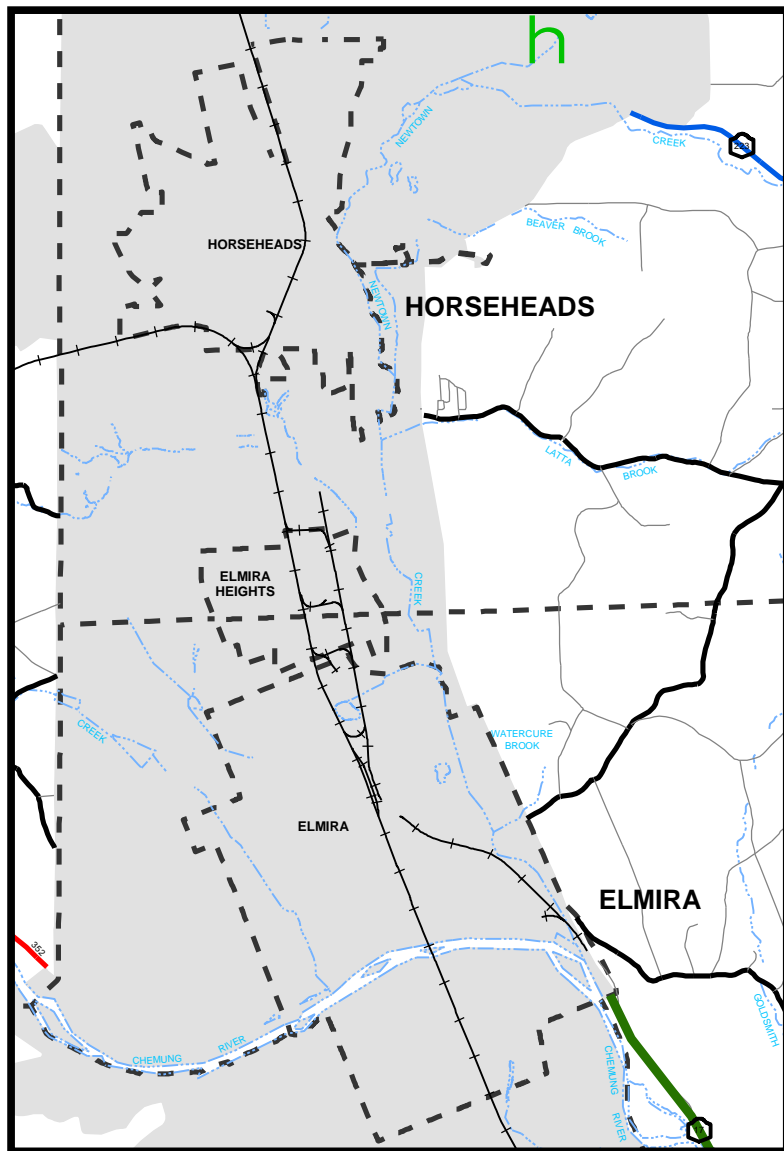 h
NEWTOWN
CREEK
223
BEAVER BROOK
HORSEHEADS
NEWTOWN
HORSEHEADS
LATTA
BROOK
ELMIRA
HEIGHTS
CREEK
CREEK
WATERCURE
BROOK
ELMIRA
ELMIRA
352
GOLDSMITH
CHEMUNG
RIVER
CHEMUNG
RIVER